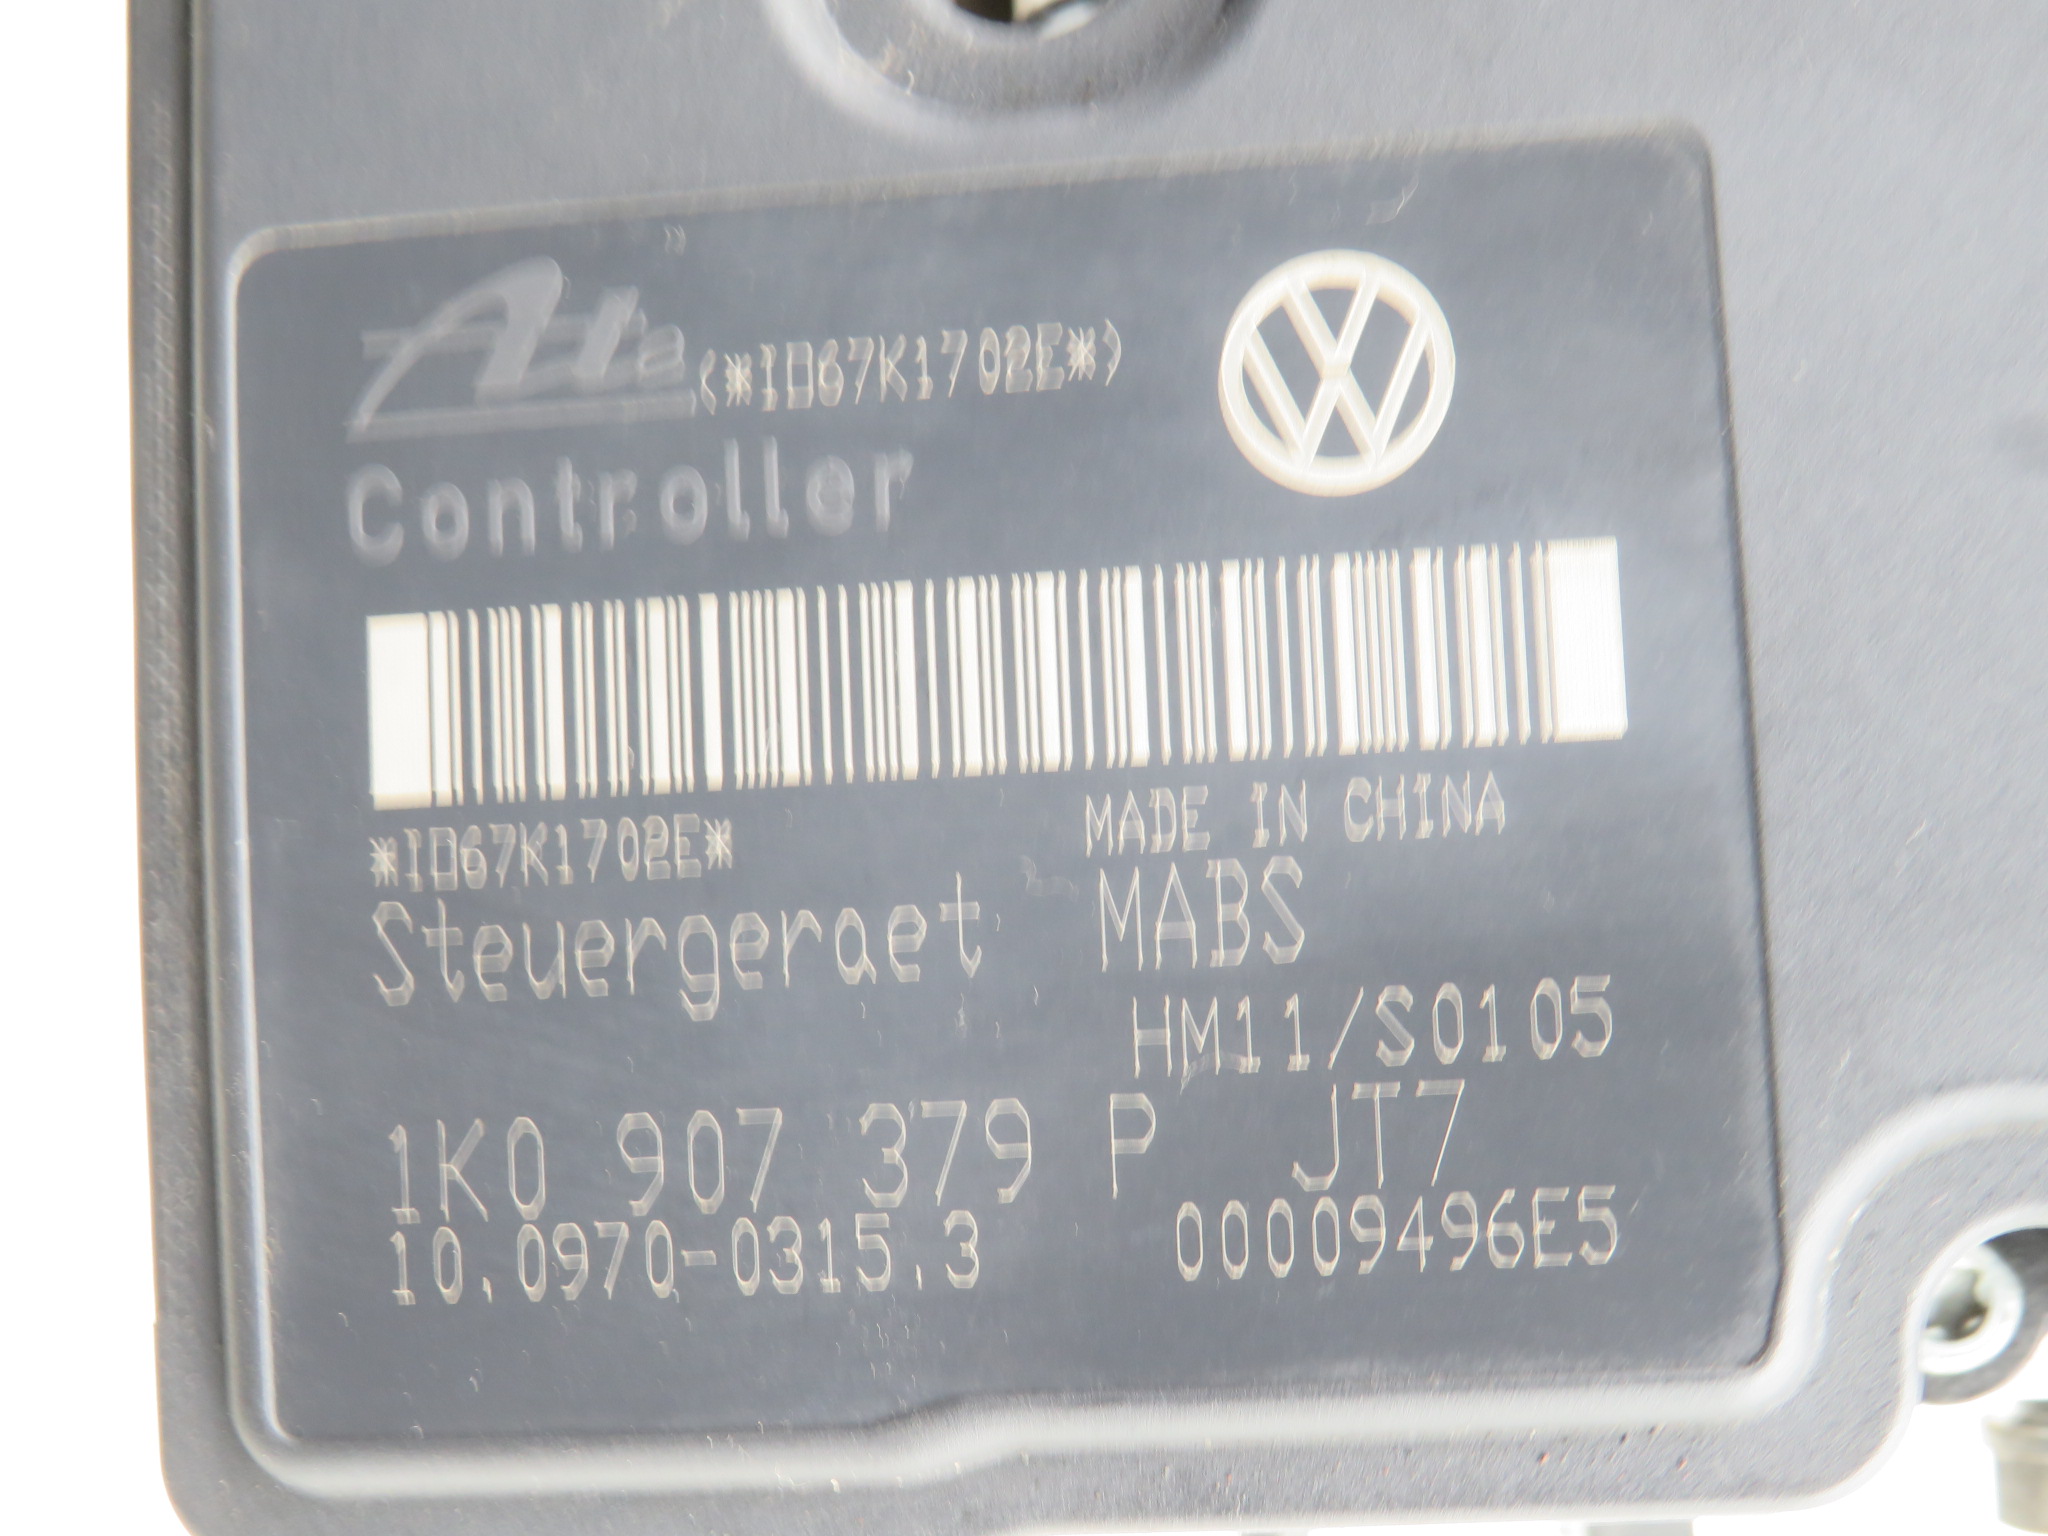 Ate (*ID67K1702E*)
Controller
*ID67K1702E*
MADE IN CHINA
Steuergeraet MABS
HM11/S0105
1K0 907 379 P JT7
10.0970-0315.3 00009496E5